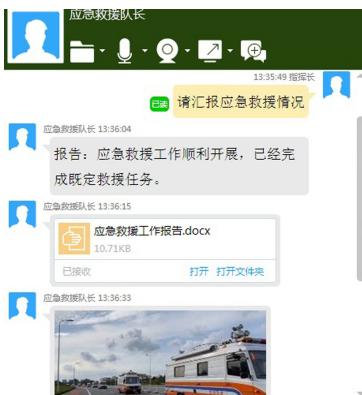 应急救援队长
13:35:49 指挥长
已读 请汇报应急救援情况
应急救援队长 13:36:04
报告：应急救援工作顺利开展，已经完
成既定救援任务。
应急救援队长 13:36:15
应急救援工作报告.docx
10.71KB
已接收 打开 打开文件夹
应急救援队长 13:36:33